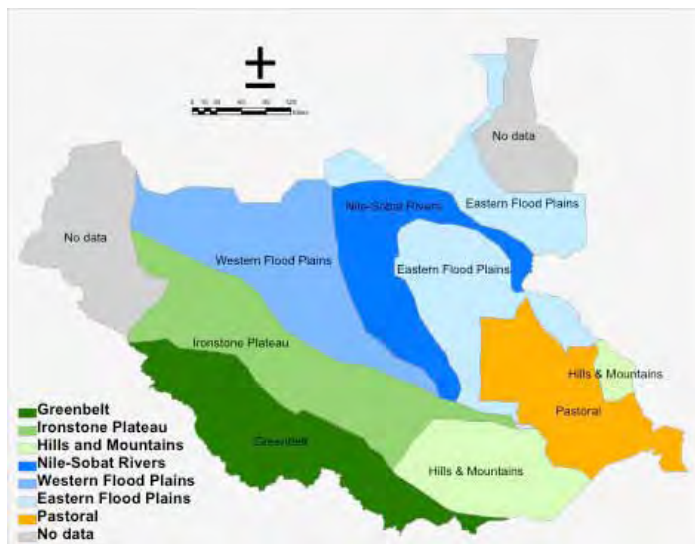 No data
Eastern Flood Plains
Nile-Sobat Rivers
No data
Western Flood Plains
Eastern Flood Plains
Ironstone Plateau
Hills & Mountains
Pastoral
Greenbelt
Hills & Mountains
Greenbelt
Ironstone Plateau
Hills and Mountains
Nile-Sobat Rivers
Western Flood Plains
Eastern Flood Plains
Pastoral
No data